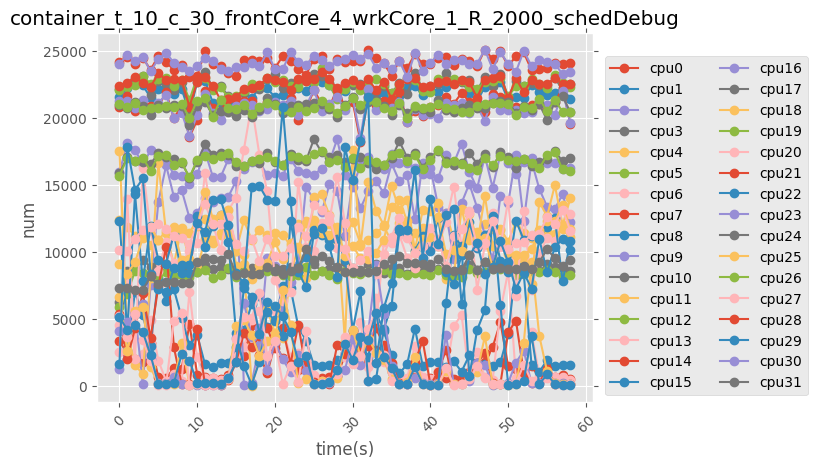 container_t_10_c_30_frontCore_4_wrkCore_1_R_2000_schedDebug
25000
20000
15000
10000
5000
0
num
0
10
20
30
40
50
60
time(s)
cpu0
cpu1
cpu2
cpu3
cpu4
cpu5
cpu6
cpu7
cpu8
cpu9
cpu10
cpu11
cpu12
cpu13
cpu14
cpu15
cpu16
cpu17
cpu18
cpu19
cpu20
cpu21
cpu22
cpu23
cpu24
cpu25
cpu26
cpu27
cpu28
cpu29
cpu30
cpu31